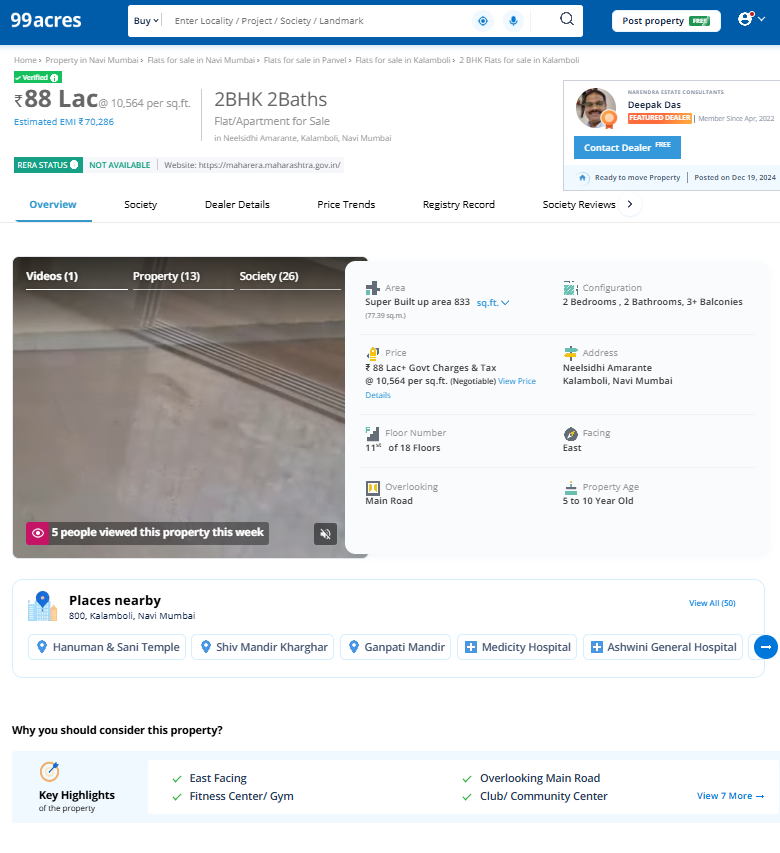 99acres
Buy
Enter Locality / Project / Society / Landmark
Post property FREE
Home › Property in Navi Mumbai › Flats for sale in Navi Mumbai › Flats for sale in Panvel › Flats for sale in Kalamboli › 2 BHK Flats for sale in Kalamboli
Verified
₹88 Lac @ 10,564 per sq.ft.
Estimated EMI ₹70,286
2BHK 2Baths
Flat/Apartment for Sale
in Neelsidhi Amarante, Kalamboli, Navi Mumbai
NARENDRA ESTATE CONSULTANTS
Deepak Das
FEATURED DEALER | Member Since Apr, 2022
Contact Dealer FREE
Ready to move Property | Posted on Dec 19, 2024
RERA STATUS NOT AVAILABLE | Website: https://maharera.maharashtra.gov.in/
Overview Society Dealer Details Price Trends Registry Record Society Reviews
Videos (1) Property (13) Society (26)
5 people viewed this property this week
Area
Super Built up area 833 sq.ft.
(77.39 sq.m.)
Configuration
2 Bedrooms , 2 Bathrooms, 3+ Balconies
Price
₹ 88 Lac+ Govt Charges & Tax
@ 10,564 per sq.ft. (Negotiable) View Price
Details
Address
Neelsidhi Amarante
Kalamboli, Navi Mumbai
Floor Number
11st of 18 Floors
Facing
East
Overlooking
Main Road
Property Age
5 to 10 Year Old
Places nearby
800, Kalamboli, Navi Mumbai
View All (50)
Hanuman & Sani Temple
Shiv Mandir Kharghar
Ganpati Mandir
Medicity Hospital
Ashwini General Hospital
Why you should consider this property?
Key Highlights
of the property
East Facing
Overlooking Main Road
Fitness Center/ Gym
Club/ Community Center
View 7 More →